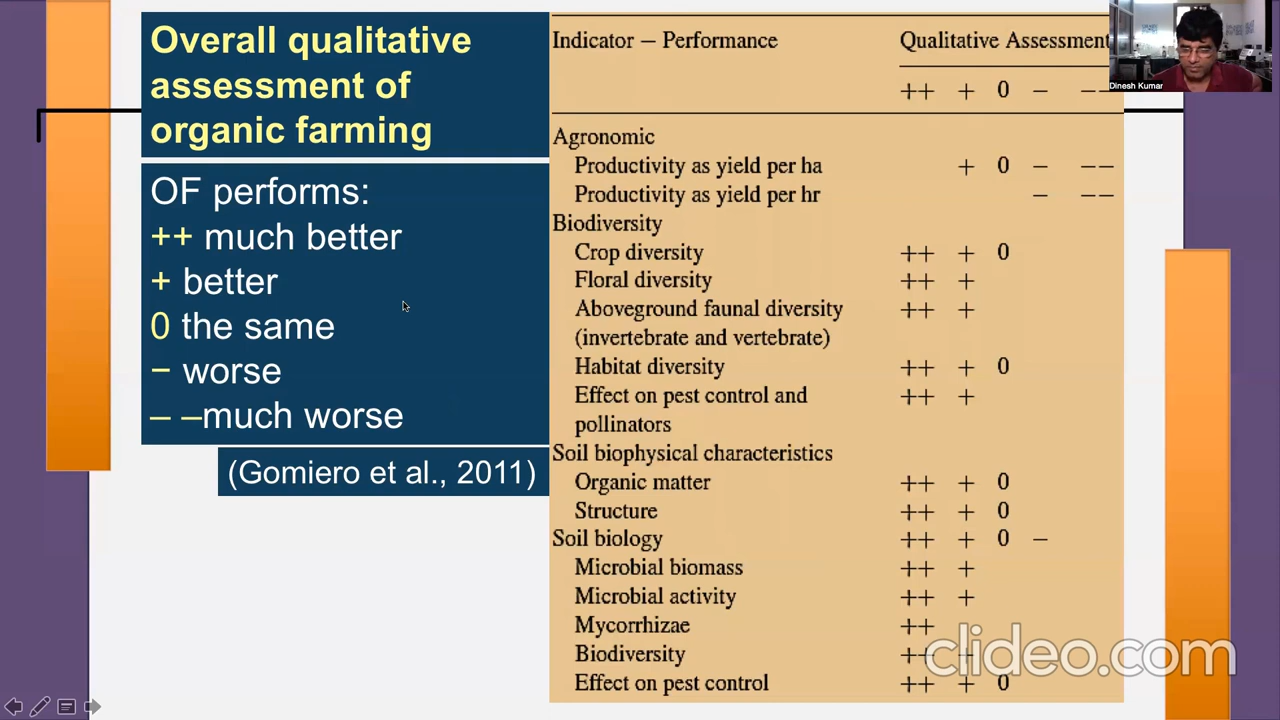 Overall qualitative
assessment of
organic farming
OF performs:
++ much better
+ better
0 the same
− worse
– –much worse
(Gomiero et al., 2011)
Indicator – Performance Qualitative Assessment
++ + 0 − −−
Agronomic
Productivity as yield per ha + 0 − −−
Productivity as yield per hr − −−
Biodiversity
Crop diversity ++ + 0
Floral diversity ++ +
Aboveground faunal diversity ++ +
(invertebrate and vertebrate)
Habitat diversity ++ + 0
Effect on pest control and ++ +
pollinators
Soil biophysical characteristics
Organic matter ++ + 0
Structure ++ + 0
Soil biology ++ + 0 −
Microbial biomass ++ +
Microbial activity ++ +
Mycorrhizae ++
Biodiversity ++ +
Effect on pest control ++ + 0
Dinesh Kumar
clideo.com